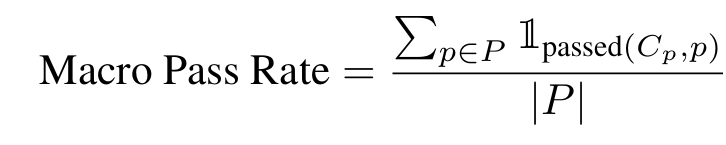 Macro Pass Rate = \frac{\sum_{p \in P} \mathbb{1}_{\text{passed}(C_p, p)}}{|P|}